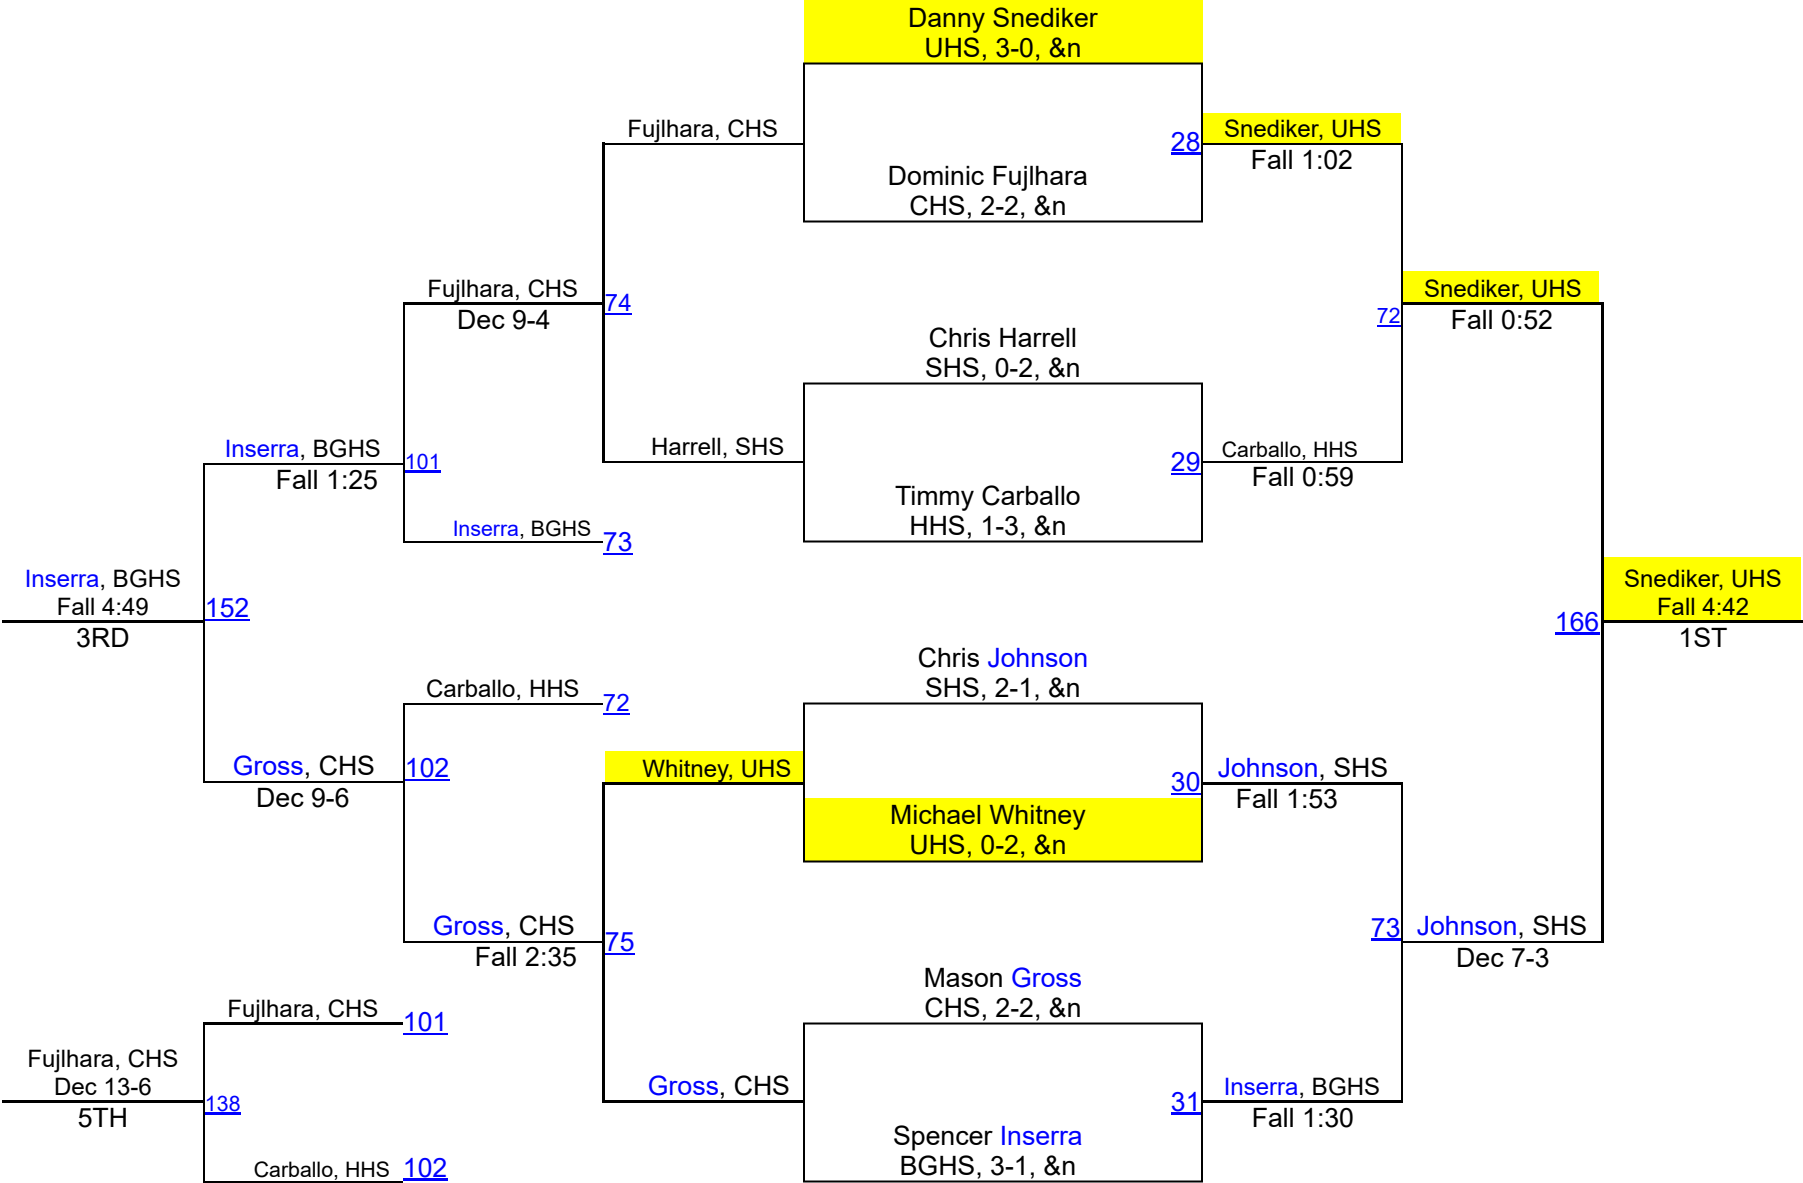 Danny Snediker
UHS, 3-0, &n
Fujlhara, CHS
28
Snediker, UHS
Fall 1:02
Dominic Fujlhara
CHS, 2-2, &n
Fujlhara, CHS
Dec 9-4
74
Snediker, UHS
72
Fall 0:52
Chris Harrell
SHS, 0-2, &n
Inserra, BGHS
Fall 1:25
101
Harrell, SHS
29
Carballo, HHS
Fall 0:59
Timmy Carballo
HHS, 1-3, &n
Inserra, BGHS
73
Inserra, BGHS
Fall 4:49
3RD
152
Snediker, UHS
Fall 4:42
1ST
166
Chris Johnson
SHS, 2-1, &n
Carballo, HHS
72
Gross, CHS
Dec 9-6
102
Whitney, UHS
30
Johnson, SHS
Fall 1:53
Michael Whitney
UHS, 0-2, &n
Gross, CHS
Fall 2:35
75
73
Johnson, SHS
Dec 7-3
Mason Gross
CHS, 2-2, &n
Fujlhara, CHS
101
Fujlhara, CHS
Dec 13-6
5TH
138
Gross, CHS
31
Inserra, BGHS
Fall 1:30
Spencer Inserra
BGHS, 3-1, &n
Carballo, HHS
102